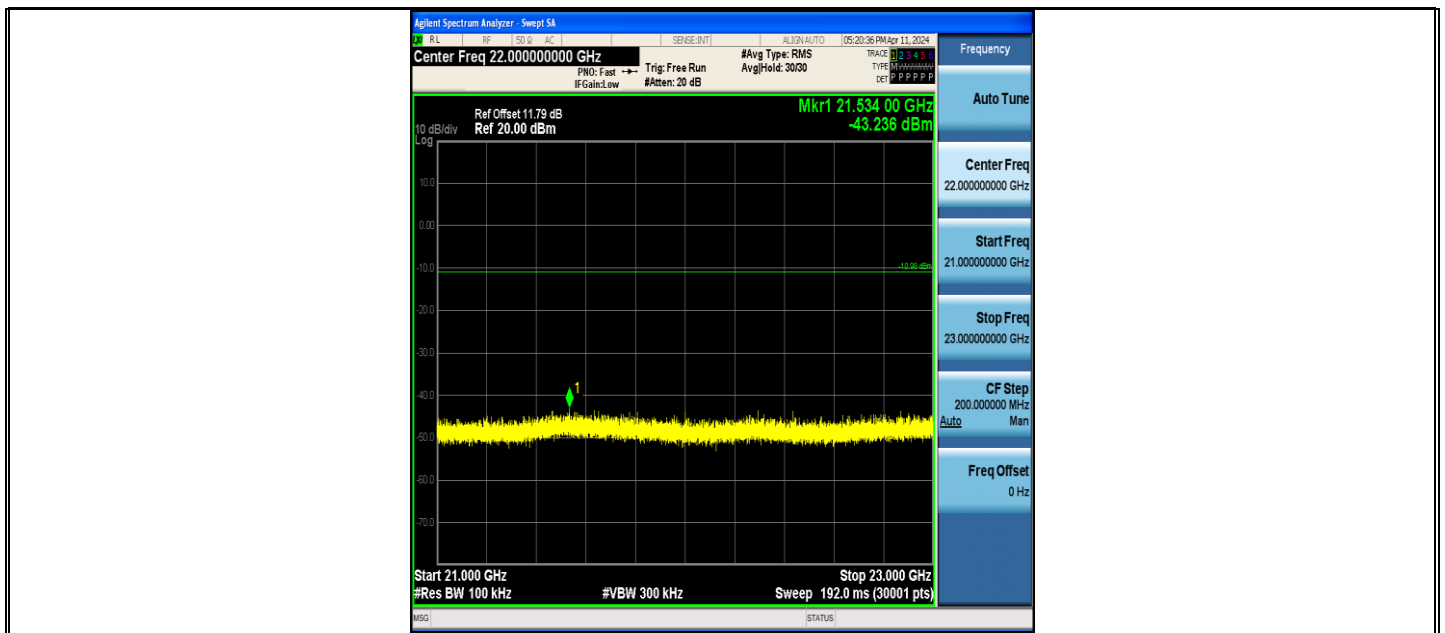 Agilent Spectrum Analyzer - Swept SA
RL RF 50 Ω AC SENSE:INT ALIGN AUTO 05:20:36 PM Apr 11, 2024
Center Freq 22.000000000 GHz
PNO: Fast
IFGain:Low
Trig: Free Run
#Atten: 20 dB
#Avg Type: RMS
Avg|Hold: 30/30
TRACE 1 2 3 4 5 6
TYPE
DET P P P P P P
Mkr1 21.534 00 GHz
-43.236 dBm
Ref Offset 11.79 dB
10 dB/div Ref 20.00 dBm
Log
10.0
0.00
-10.0
-10.98 dBm
-20.0
-30.0
1
-40.0
-50.0
-60.0
-70.0
Start 21.000 GHz Stop 23.000 GHz
#Res BW 100 kHz #VBW 300 kHz Sweep 192.0 ms (30001 pts)
MSG STATUS
Frequency
Auto Tune
Center Freq
22.000000000 GHz
Start Freq
21.000000000 GHz
Stop Freq
23.000000000 GHz
CF Step
200.000000 MHz
Auto Man
Freq Offset
0 Hz